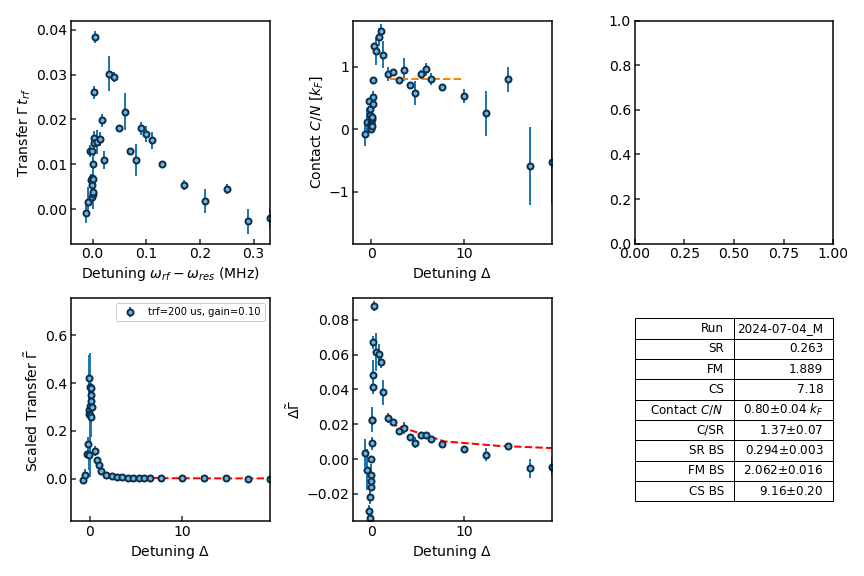 0.04
0.03
0.02
0.01
0.00
0.0 0.1 0.2 0.3
Transfer Γ t_rf
Detuning ω_rf − ω_res (MHz)
1
0
−1
0 10
Contact C/N [k_F]
Detuning Δ
1.0
0.8
0.6
0.4
0.2
0.0
0.00 0.25 0.50 0.75 1.00
0.6
0.4
0.2
0.0
0 10
Scaled Transfer Γ̃
Detuning Δ
trf=200 us, gain=0.10
0.08
0.06
0.04
0.02
0.00
−0.02
0 10
ΔΓ̃
Detuning Δ
Run 2024-07-04_M
SR 0.263
FM 1.889
CS 7.18
Contact C/N 0.80±0.04 k_F
C/SR 1.37±0.07
SR BS 0.294±0.003
FM BS 2.062±0.016
CS BS 9.16±0.20